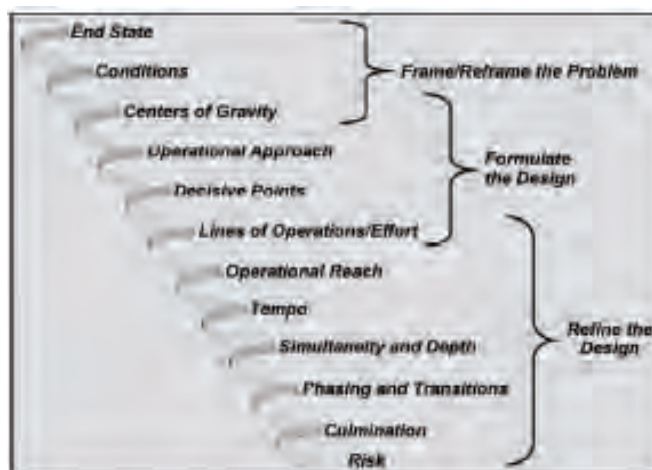 End State
Conditions
Centers of Gravity
Operational Approach
Decisive Points
Lines of Operations/Effort
Operational Reach
Tempo
Simultaneity and Depth
Phasing and Transitions
Culmination
Risk
Frame/Reframe the Problem
Formulate
the Design
Refine the
Design